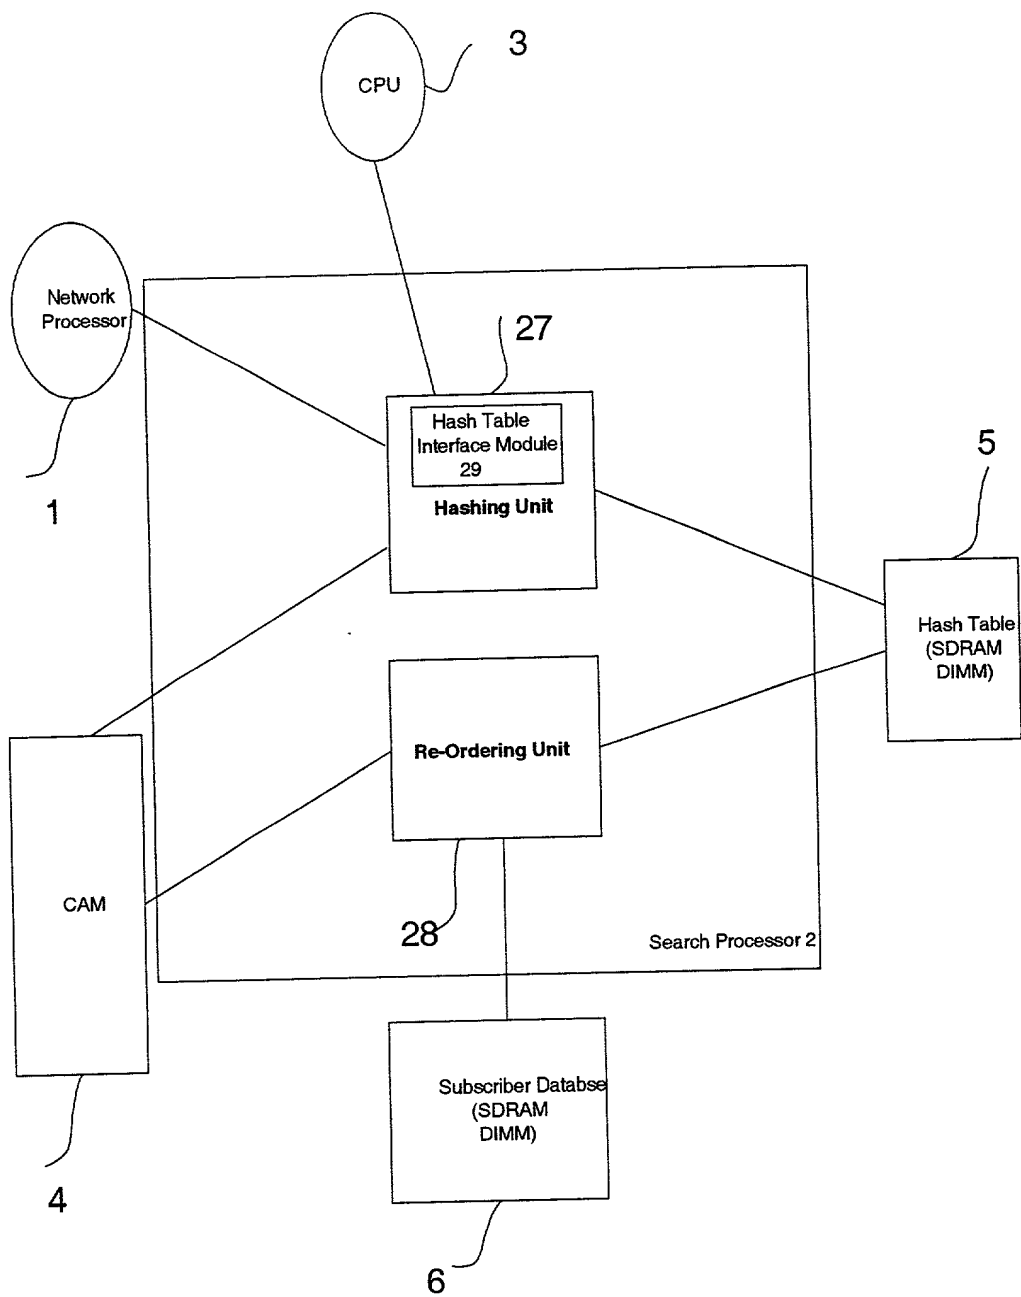 3
CPU
Network
Processor
27
Hash Table
Interface Module
29
Hashing Unit
1
5
Hash Table
(SDRAM
DIMM)
Re-Ordering Unit
CAM
28
Search Processor 2
Subscriber Databse
(SDRAM
DIMM)
4
6